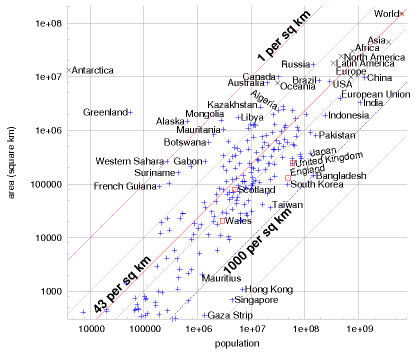 1e+08
World
Asia
Africa
1 per sq km
North America
Russia
Latin America
1e+07
Antarctica
Canada
Europe
China
Australia
Brazil
USA
Oceania
European Union
Kazakhstan
Algeria
India
Greenland
Mongolia
Libya
Indonesia
Alaska
1e+06
Mauritania
Pakistan
Botswana
Japan
Western Sahara
Gabon
United Kingdom
Suriname
England
Bangladesh
100000
French Guiana
South Korea
Scotland
Taiwan
Wales
10000
1000 per sq km
43 per sq km
Mauritius
1000
Hong Kong
Singapore
Gaza Strip
10000 100000 1e+06 1e+07 1e+08 1e+09
population
area (square km)